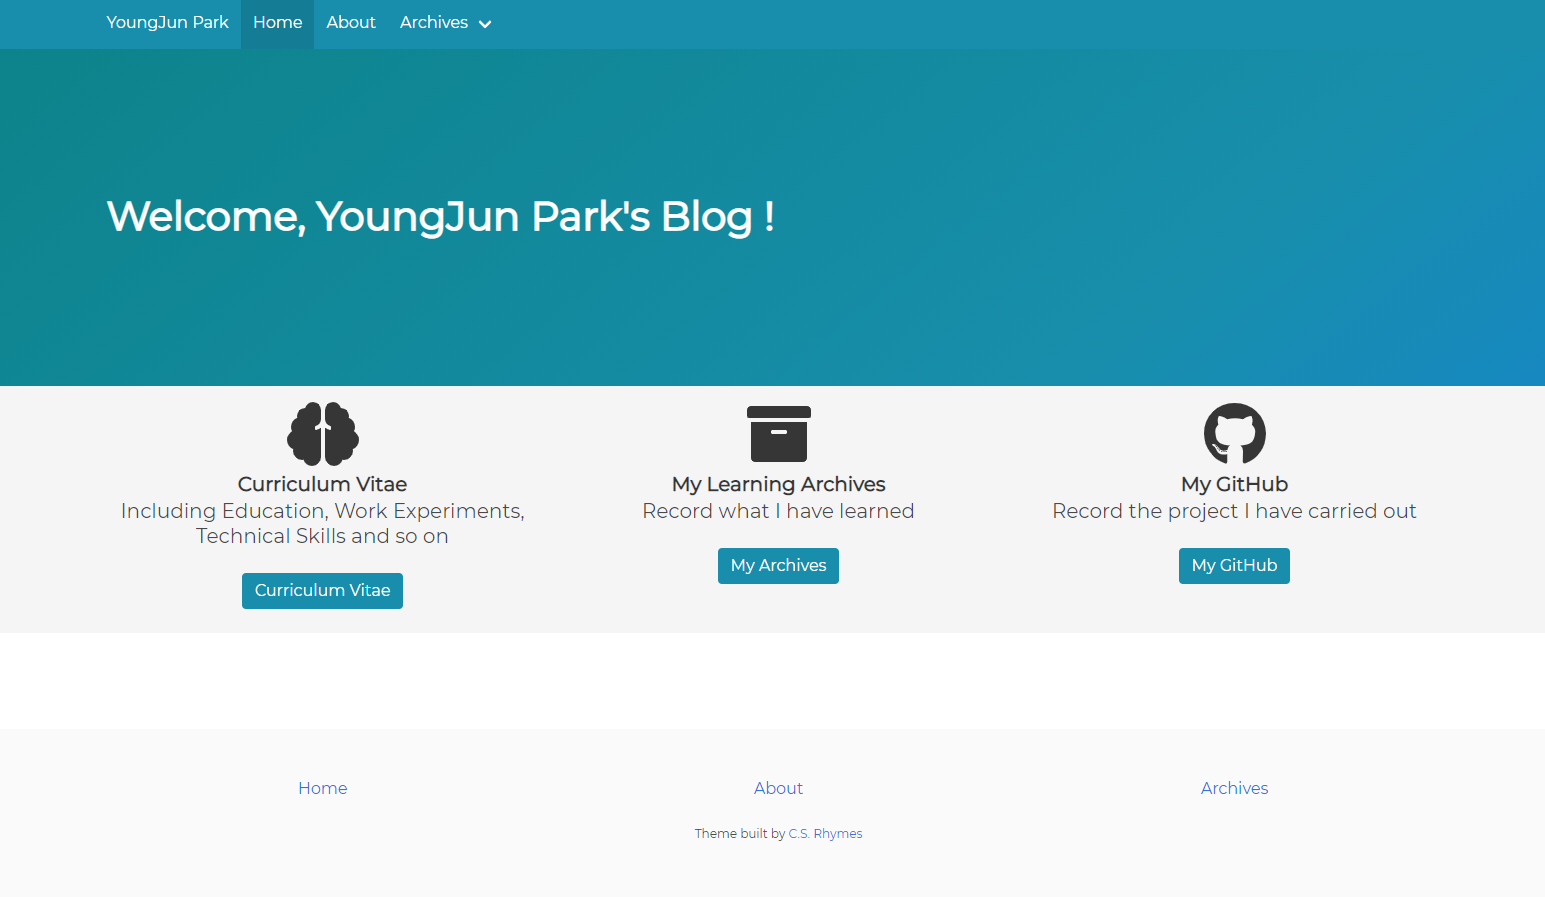 YoungJun Park Home About Archives
Welcome, YoungJun Park's Blog !
Curriculum Vitae
Including Education, Work Experiments,
Technical Skills and so on
Curriculum Vitae
My Learning Archives
Record what I have learned
My Archives
My GitHub
Record the project I have carried out
My GitHub
Home
About
Archives
Theme built by C.S. Rhymes